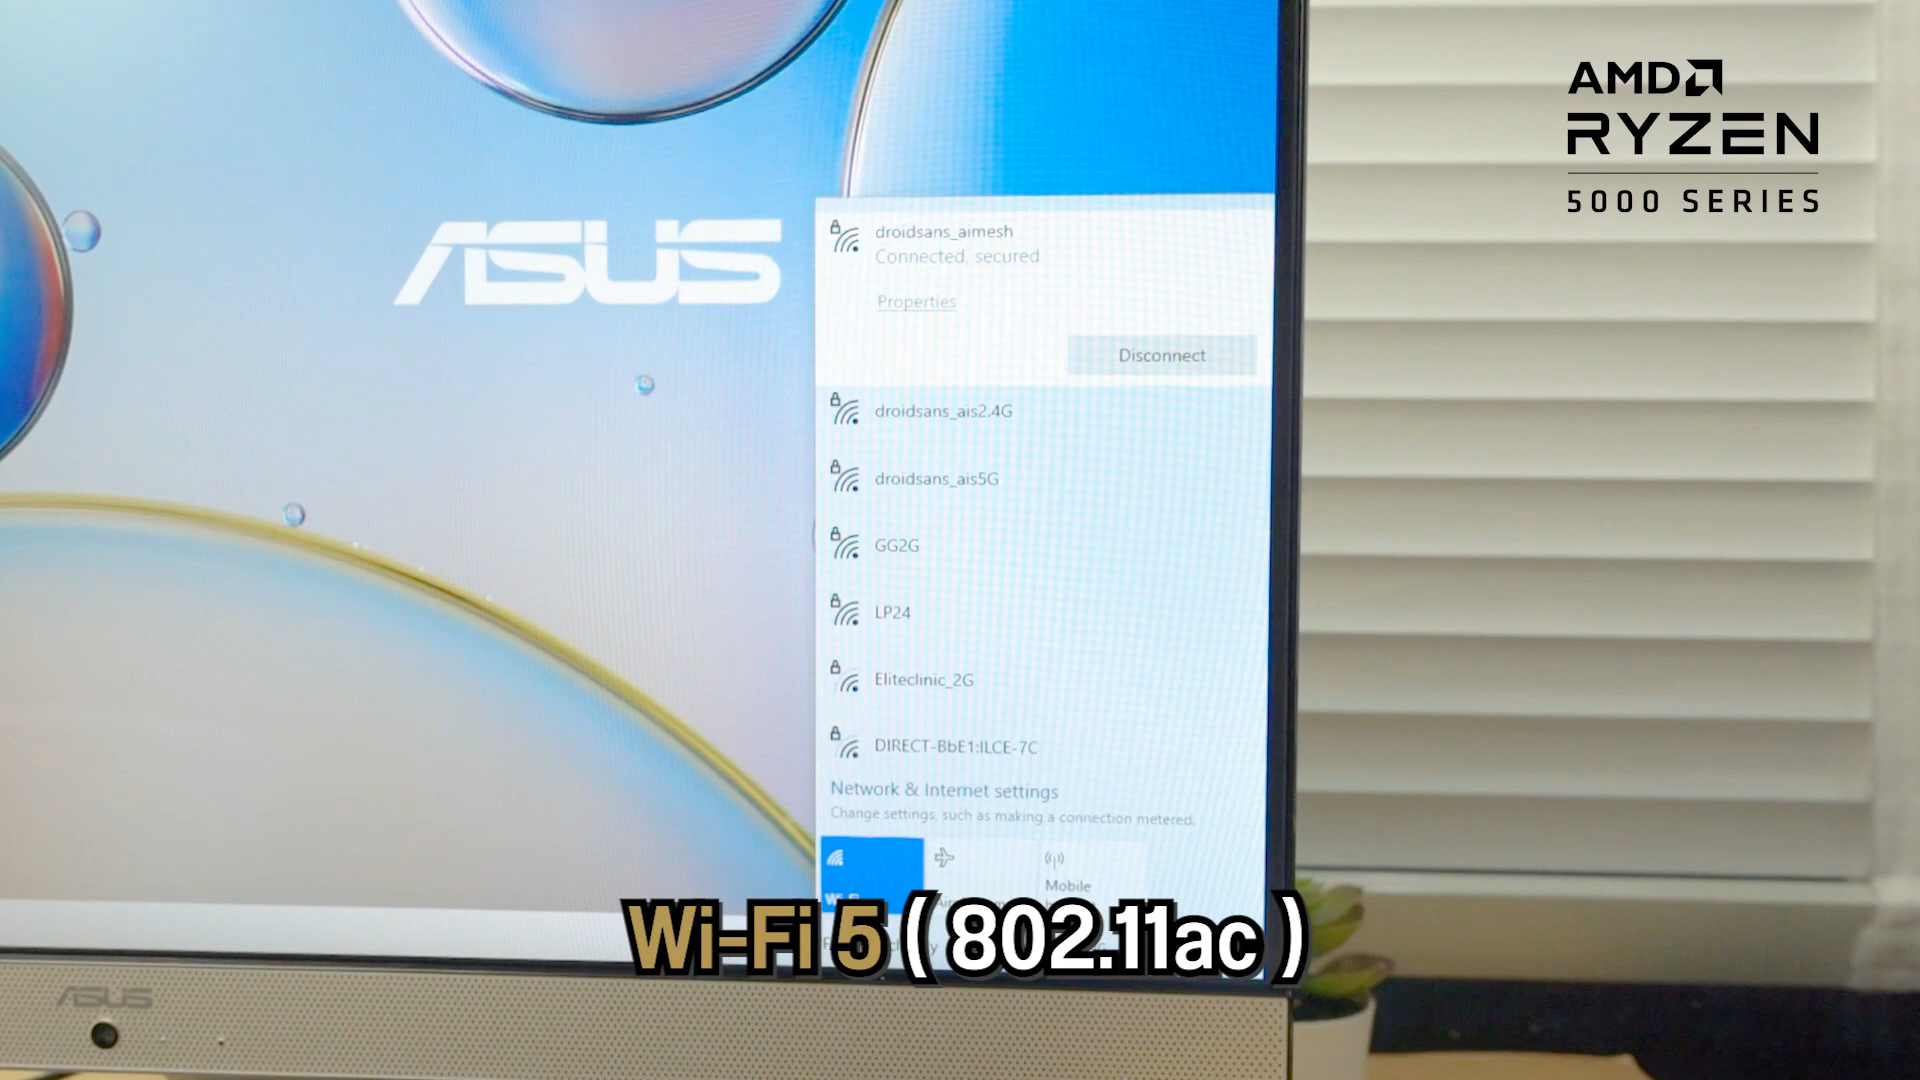 AMD
RYZEN
5000 SERIES
ASUS
droidsans_aimesh
Connected, secured
Properties
Disconnect
droidsans_ais2.4G
droidsans_ais5G
GG2G
LP24
Eliteclinic_2G
DIRECT-BbE1:ILCE-7C
Network & Internet settings
Change settings, such as making a connection metered.
Mobile
Wi-Fi 5 ( 802.11ac )
ASUS